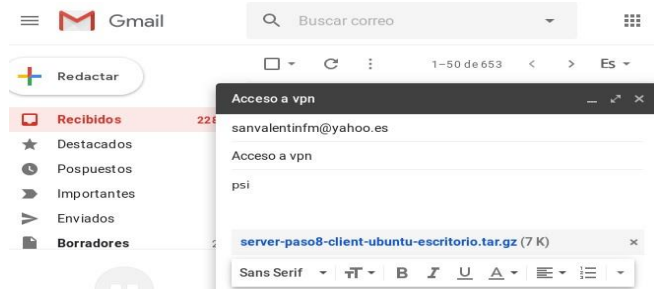 Gmail
Buscar correo
Redactar
1–50 de 653
Es
Recibidos
228
Destacados
Pospuestos
Importantes
Enviados
Borradores
2
Acceso a vpn
sanvalentinfm@yahoo.es
Acceso a vpn
psi
server-paso8-client-ubuntu-escritorio.tar.gz (7 K)
Sans Serif
B I U A